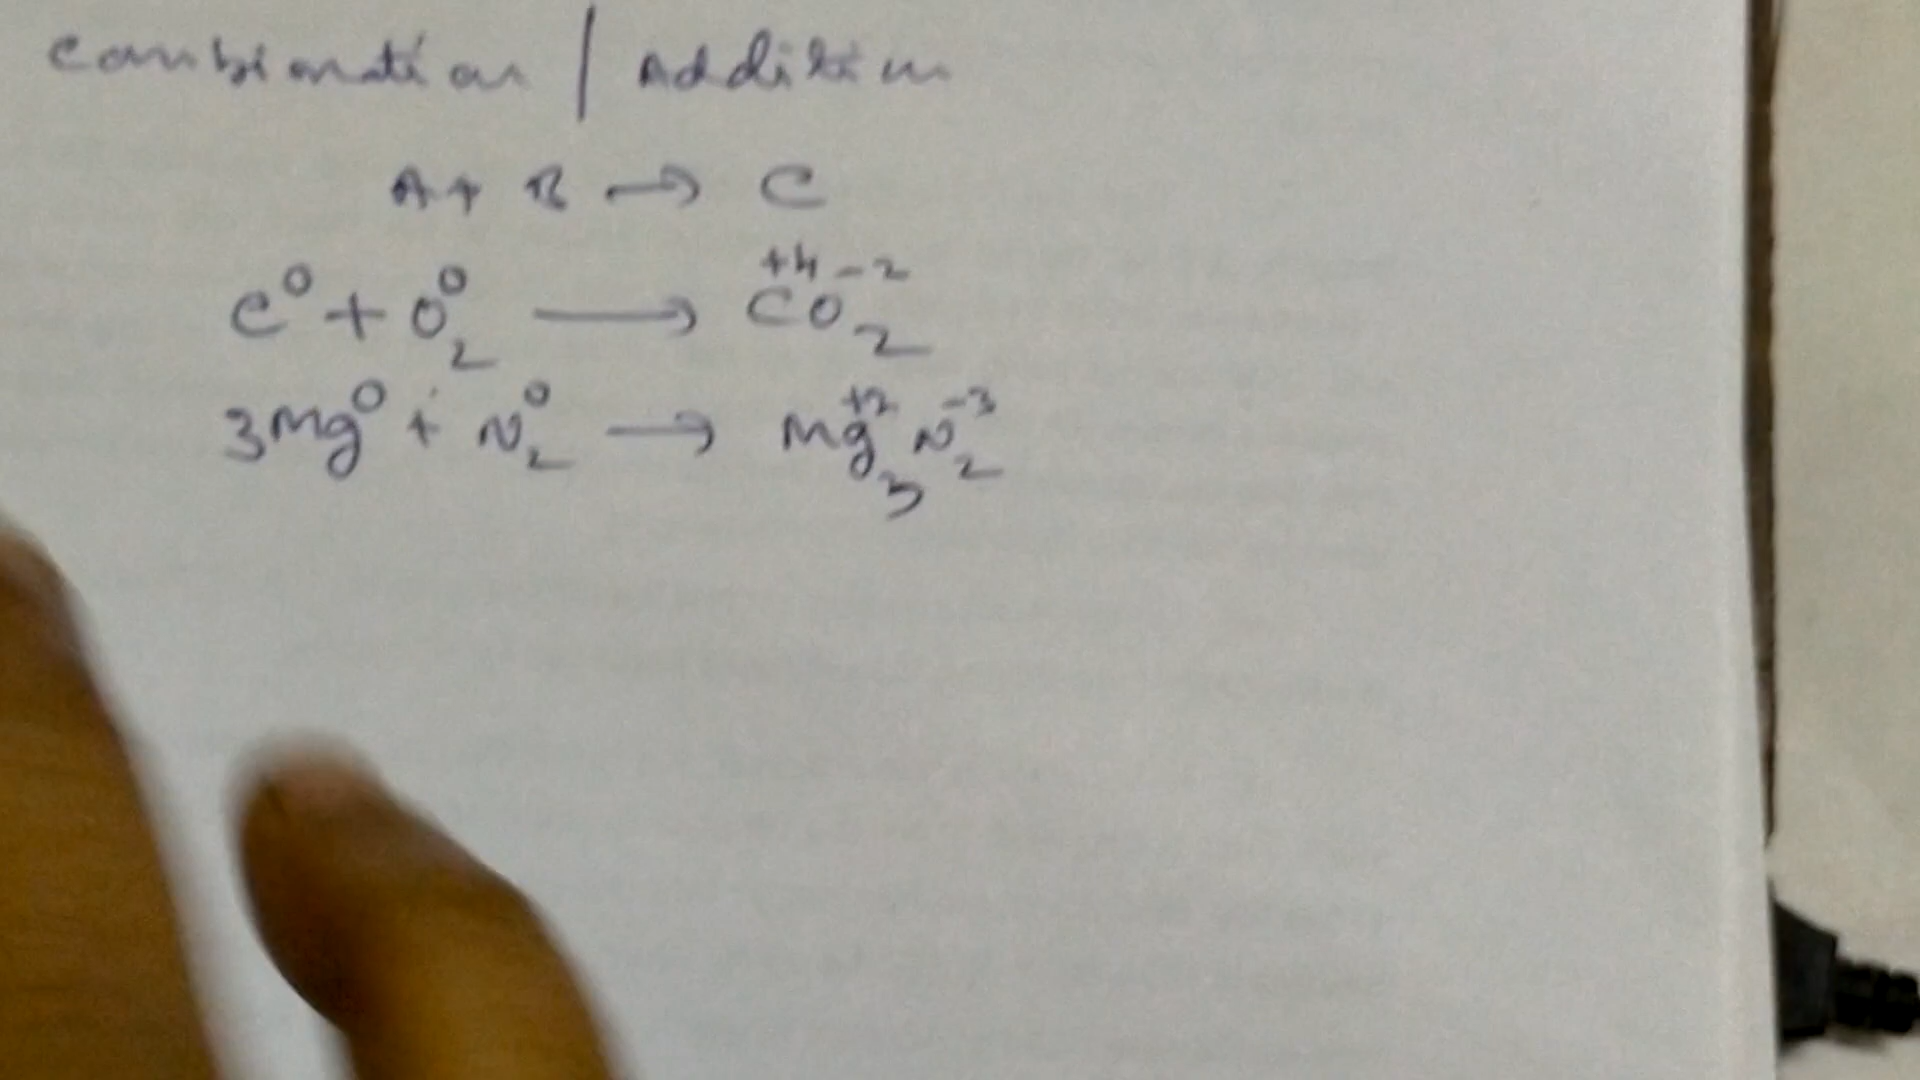 Combination / Addition
A + B → C
C⁰ + O₂⁰ → C⁺⁴O₂⁻²
3Mg⁰ + N₂⁰ → Mg₃⁺²N₂⁻³